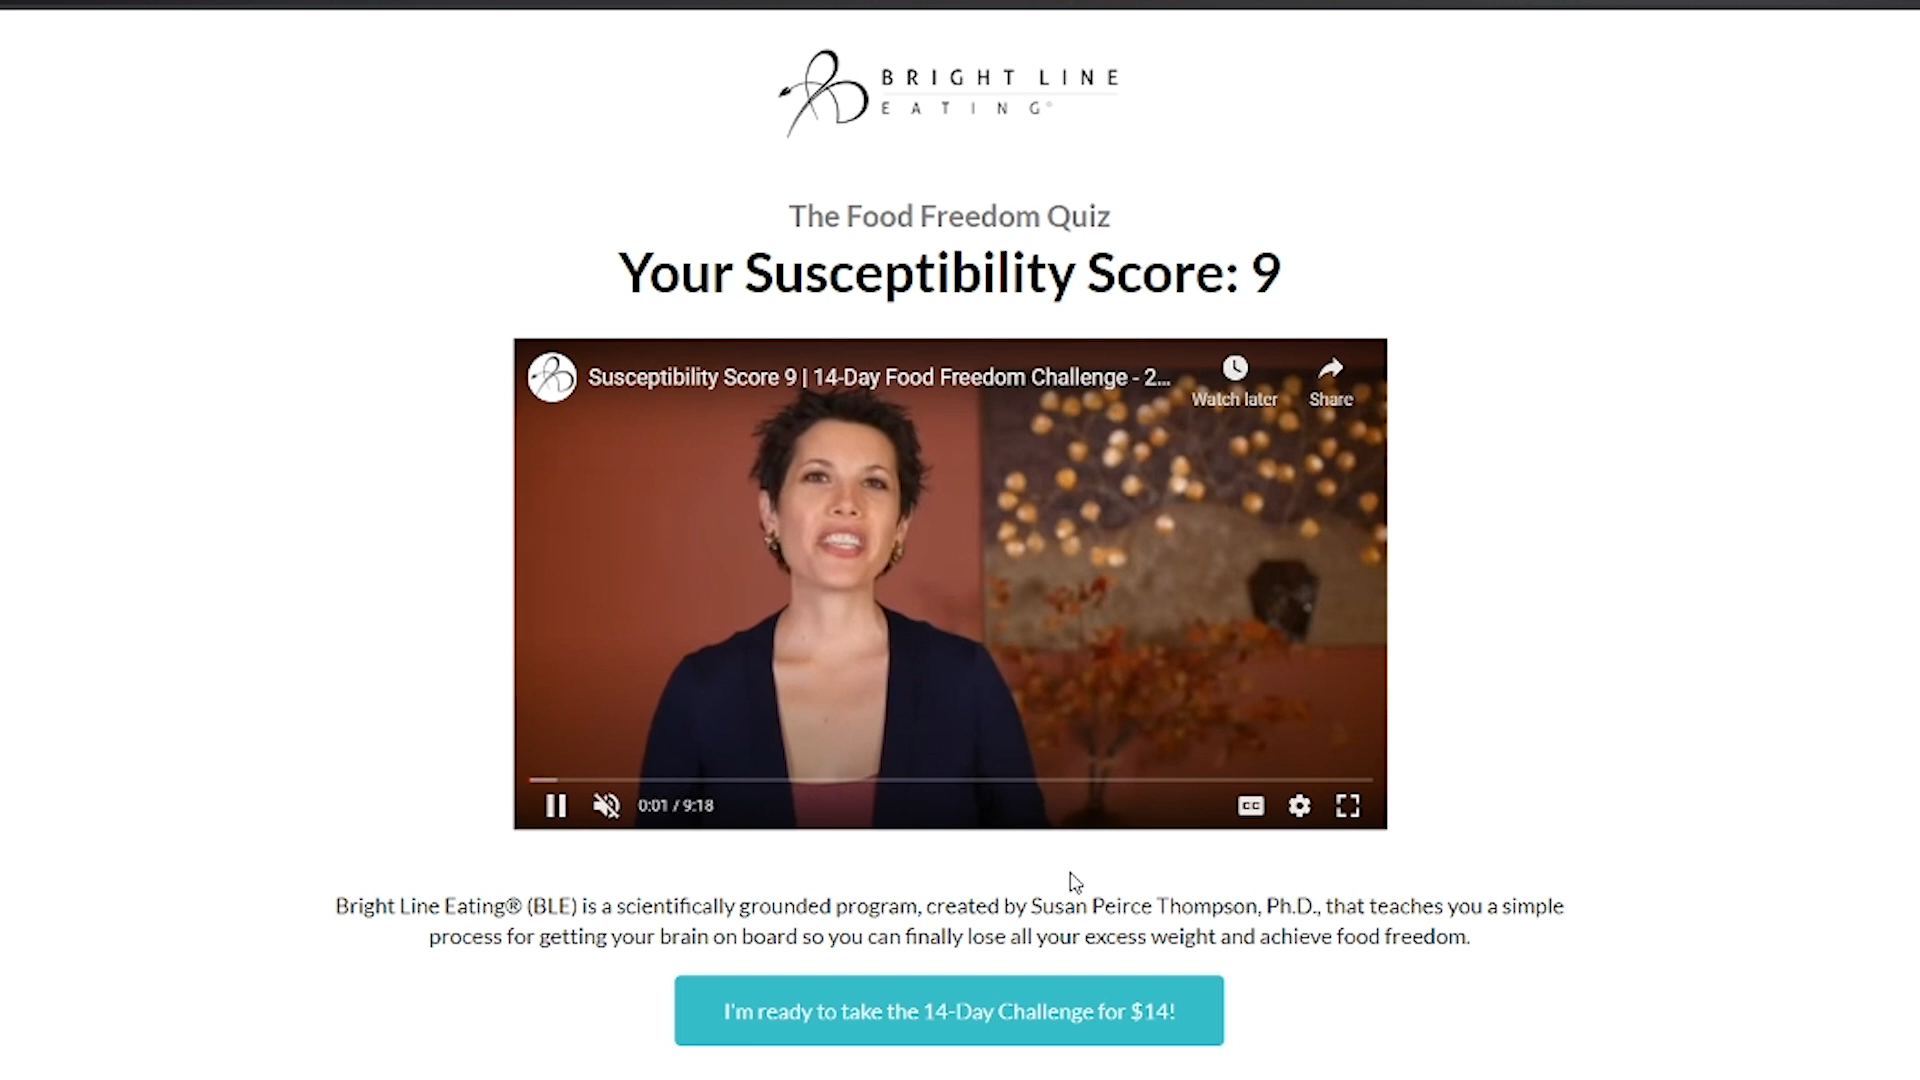 BRIGHT LINE
EATING®
The Food Freedom Quiz
Your Susceptibility Score: 9
Susceptibility Score 9 | 14-Day Food Freedom Challenge - 2...
Watch later
Share
0:01 / 9:18
CC
Bright Line Eating® (BLE) is a scientifically grounded program, created by Susan Peirce Thompson, Ph.D., that teaches you a simple
process for getting your brain on board so you can finally lose all your excess weight and achieve food freedom.
I'm ready to take the 14-Day Challenge for $14!